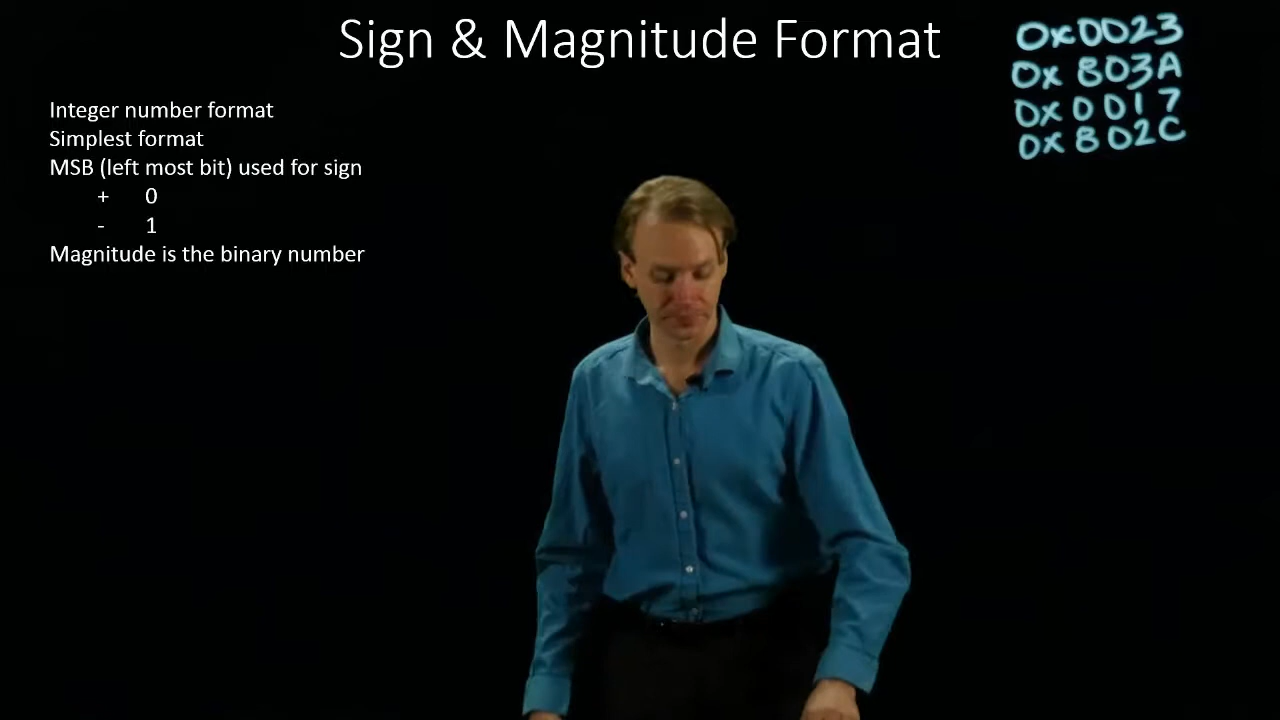 Sign & Magnitude Format
0x0023
0x803A
0x0017
0x802C
Integer number format
Simplest format
MSB (left most bit) used for sign
+ 0
- 1
Magnitude is the binary number